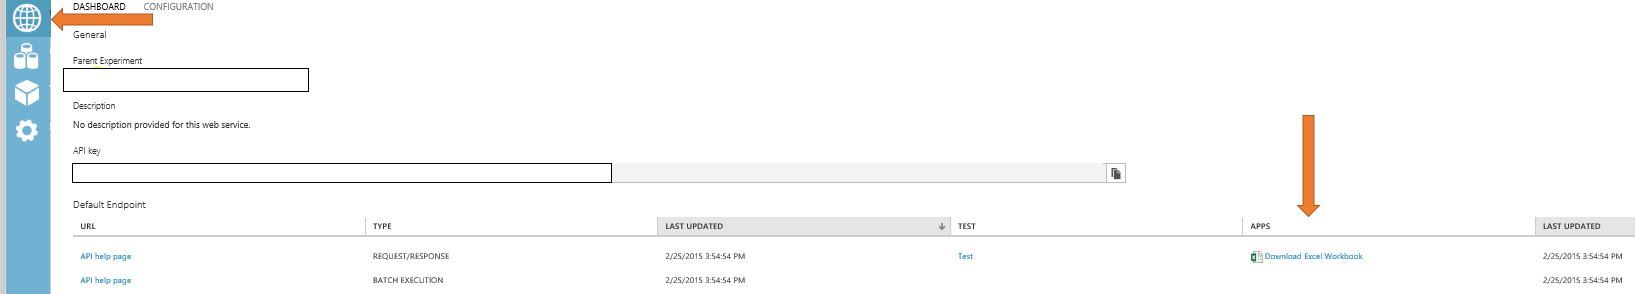 DASHBOARD CONFIGURATION
General
Parent Experiment
Description
No description provided for this web service.
API key
Default Endpoint
URL TYPE LAST UPDATED TEST APPS LAST UPDATED
API help page REQUEST/RESPONSE 2/25/2015 3:54:54 PM Test Download Excel Workbook 2/25/2015 3:54:54 PM
API help page BATCH EXECUTION 2/25/2015 3:54:54 PM 2/25/2015 3:54:54 PM